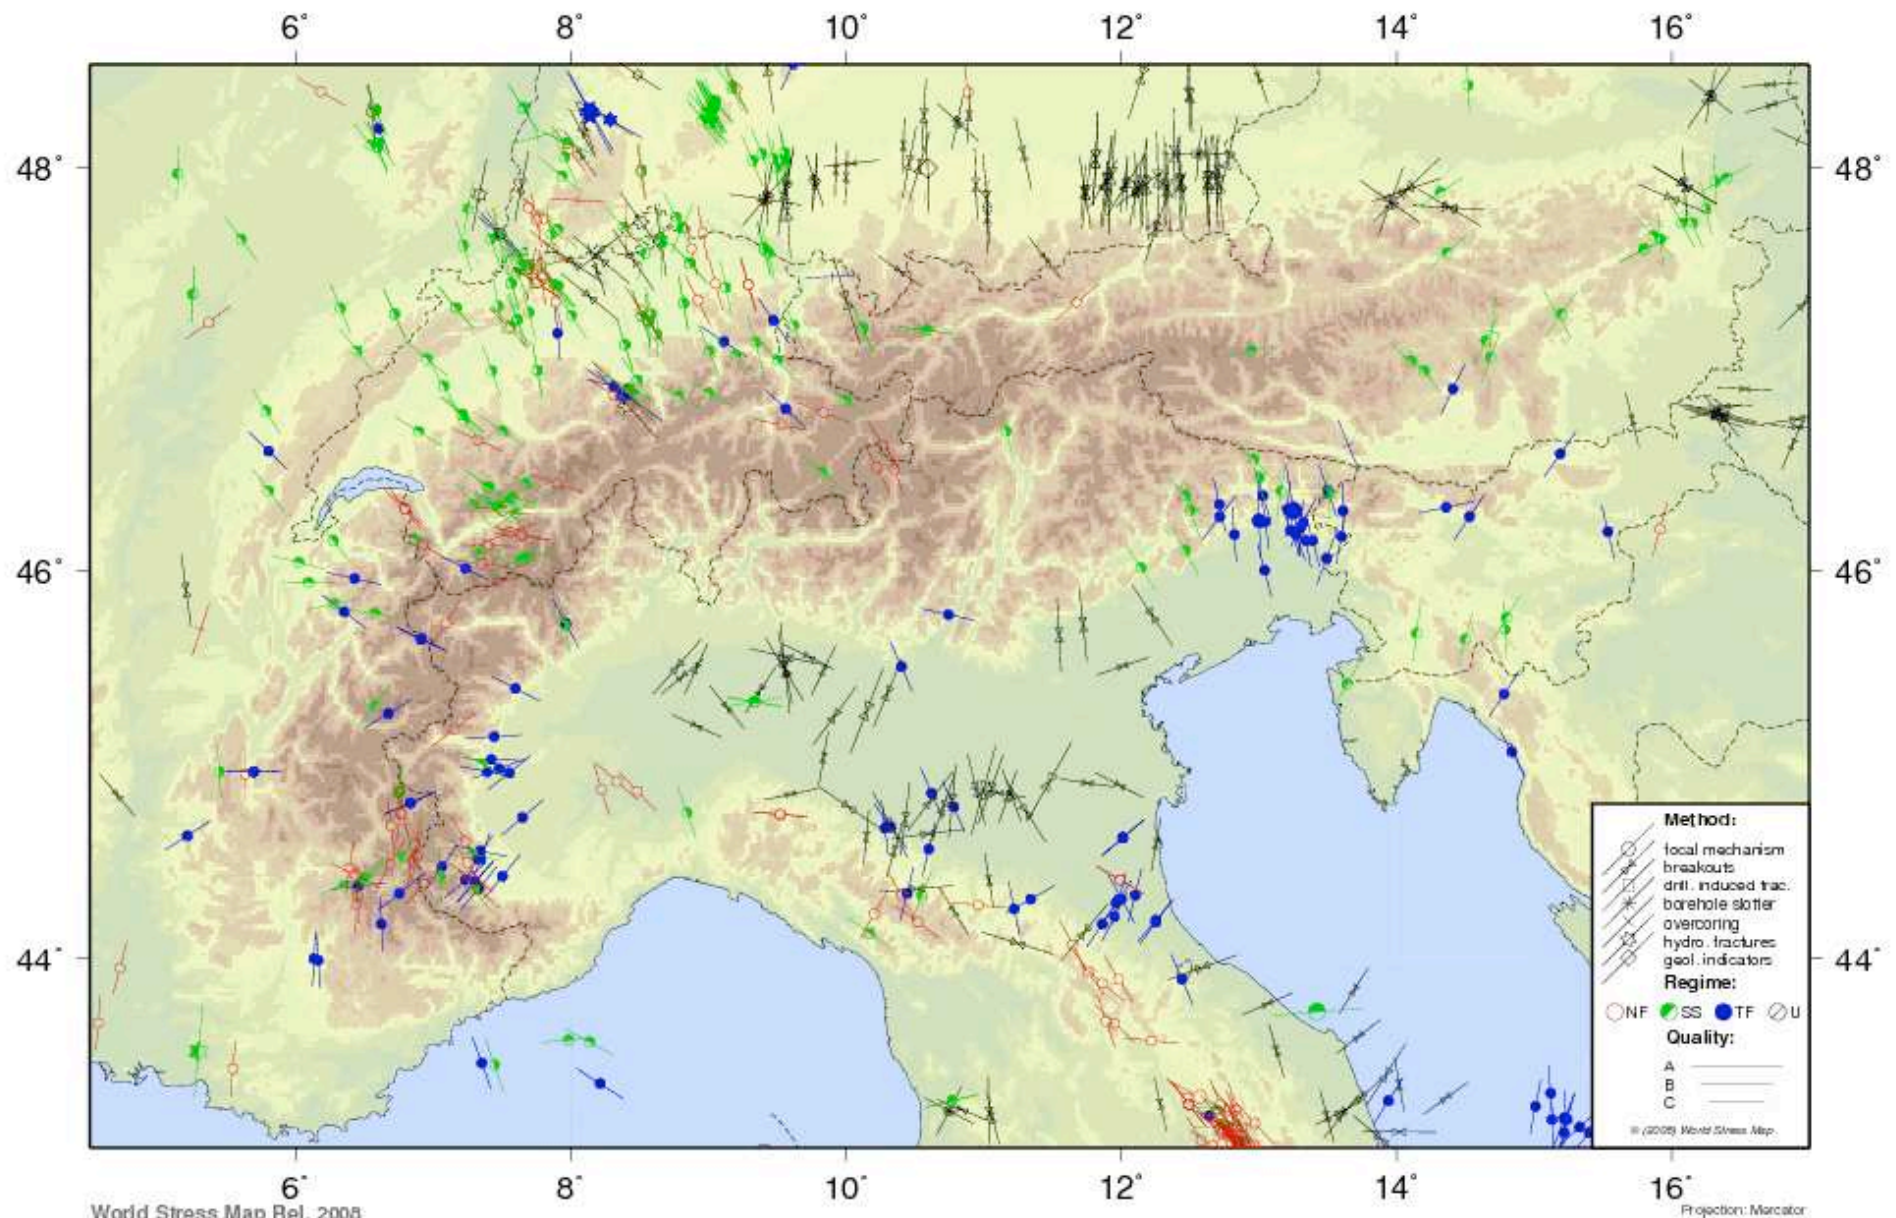 6° 8° 10° 12° 14° 16°
48° 48°
46° 46°
44° 44°
Method:
focal mechanism
breakouts
drill. induced frac.
borehole slotter
overcoring
hydro. fractures
geol. indicators
Regime:
NF SS TF U
Quality:
A
B
C
© (2008) World Stress Map
6° 8° 10° 12° 14° 16°
World Stress Map Rel. 2008
Projection: Mercator